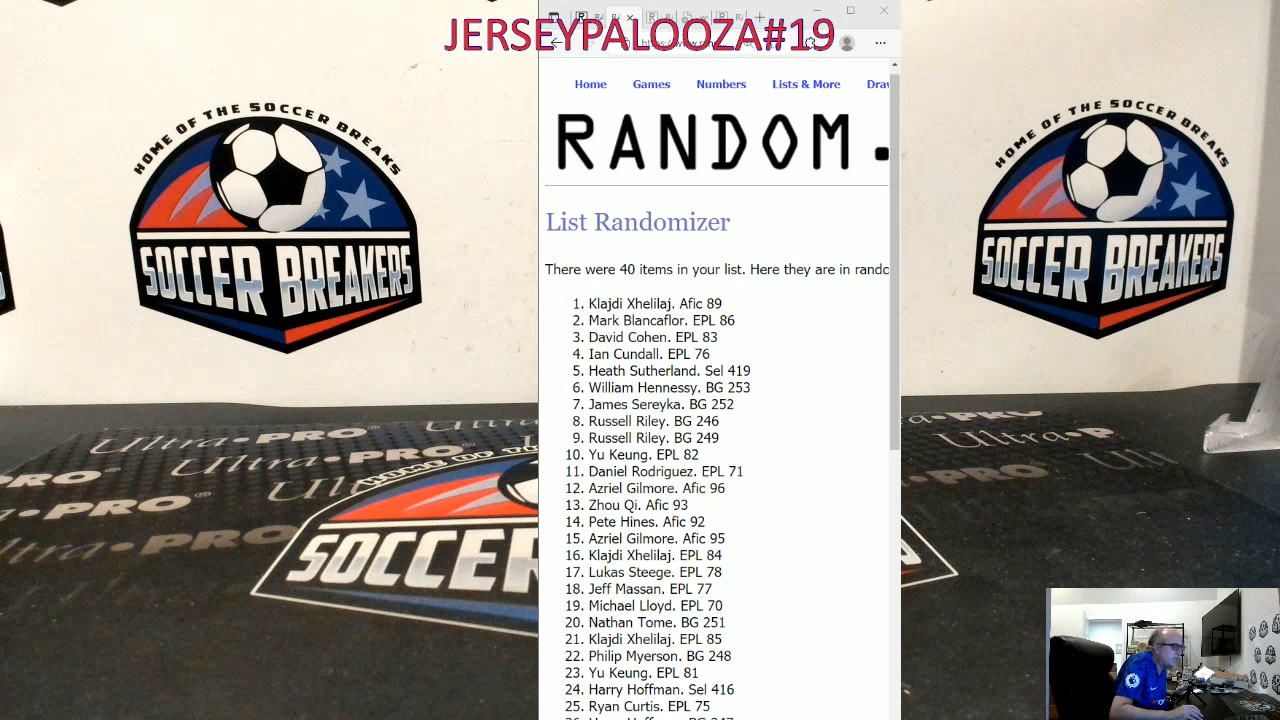 JERSEYPALOOZA#19
Home Games Numbers Lists & More Drav
RANDOM.
List Randomizer
There were 40 items in your list. Here they are in rando
1. Klajdi Xhelilaj. Afic 89
2. Mark Blancaflor. EPL 86
3. David Cohen. EPL 83
4. Ian Cundall. EPL 76
5. Heath Sutherland. Sel 419
6. William Hennessy. BG 253
7. James Sereyka. BG 252
8. Russell Riley. BG 246
9. Russell Riley. BG 249
10. Yu Keung. EPL 82
11. Daniel Rodriguez. EPL 71
12. Azriel Gilmore. Afic 96
13. Zhou Qi. Afic 93
14. Pete Hines. Afic 92
15. Azriel Gilmore. Afic 95
16. Klajdi Xhelilaj. EPL 84
17. Lukas Steege. EPL 78
18. Jeff Massan. EPL 77
19. Michael Lloyd. EPL 70
20. Nathan Tome. BG 251
21. Klajdi Xhelilaj. EPL 85
22. Philip Myerson. BG 248
23. Yu Keung. EPL 81
24. Harry Hoffman. Sel 416
25. Ryan Curtis. EPL 75
HOME OF THE SOCCER BREAKS
SOCCER BREAKERS
HOME OF THE SOCCER BREAKS
SOCCER BREAKERS
Ultra•PRO®
Ultra•PRO®
•PRO®
SOCCER